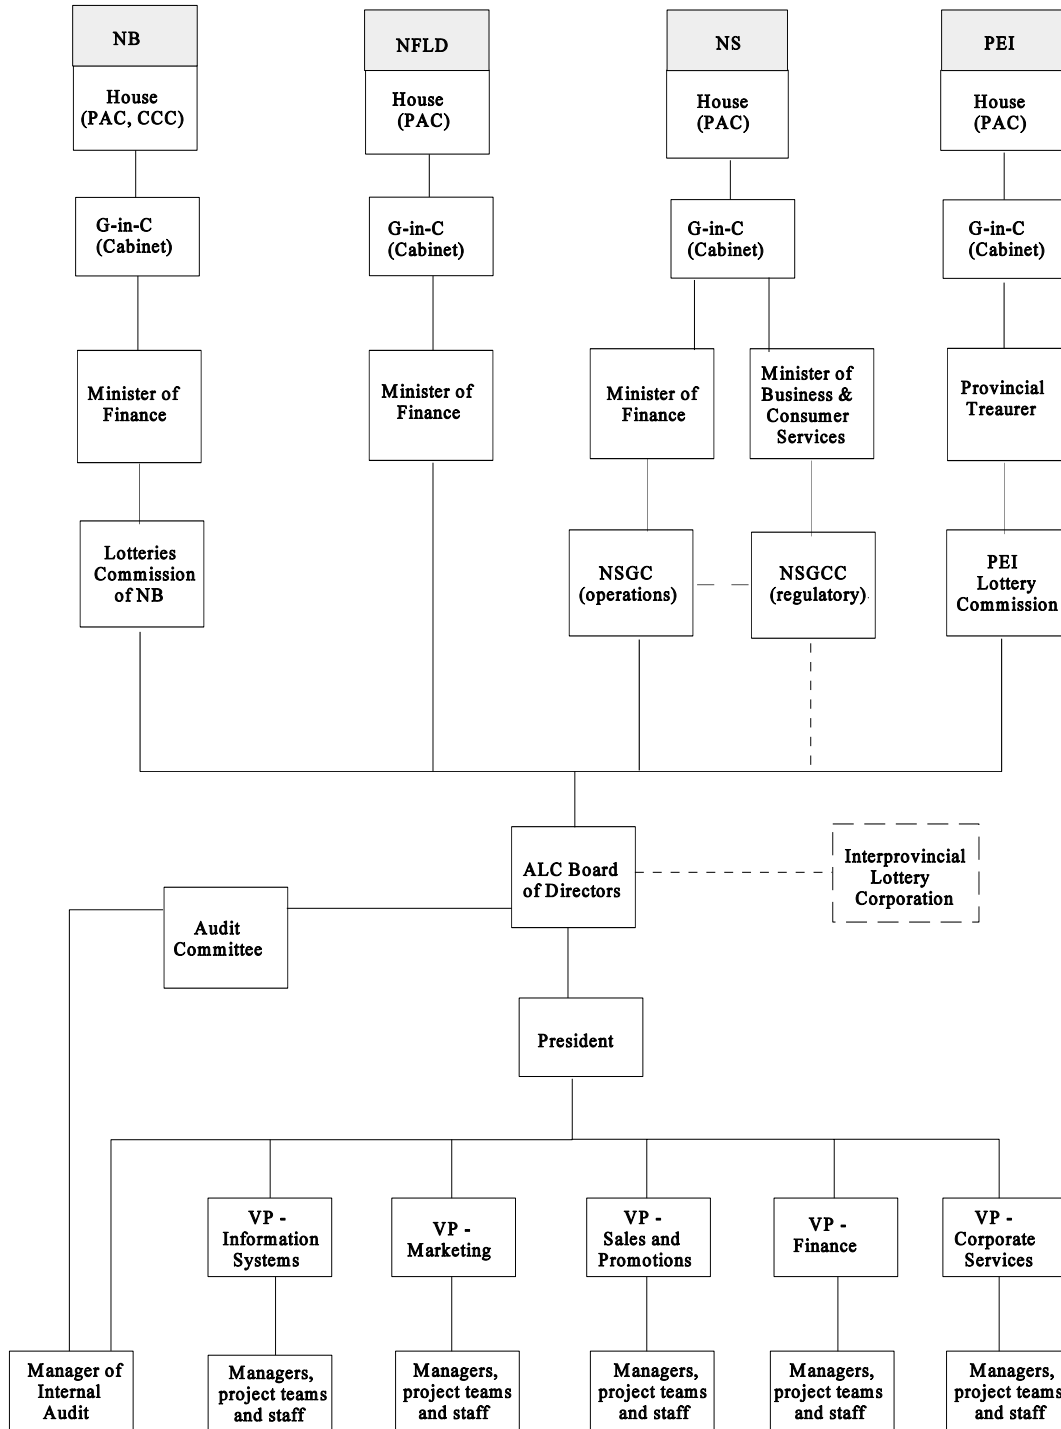 NB
NFLD
NS
PEI
House
(PAC, CCC)
House
(PAC)
House
(PAC)
House
(PAC)
G-in-C
(Cabinet)
G-in-C
(Cabinet)
G-in-C
(Cabinet)
G-in-C
(Cabinet)
Minister of
Finance
Minister of
Finance
Minister of
Finance
Minister of
Business &
Consumer
Services
Provincial
Treaurer
Lotteries
Commission
of NB
NSGC
(operations)
NSGCC
(regulatory)
PEI
Lottery
Commission
ALC Board
of Directors
Interprovincial
Lottery
Corporation
Audit
Committee
President
VP -
Information
Systems
VP -
Marketing
VP -
Sales and
Promotions
VP -
Finance
VP -
Corporate
Services
Manager of
Internal
Audit
Managers,
project teams
and staff
Managers,
project teams
and staff
Managers,
project teams
and staff
Managers,
project teams
and staff
Managers,
project teams
and staff